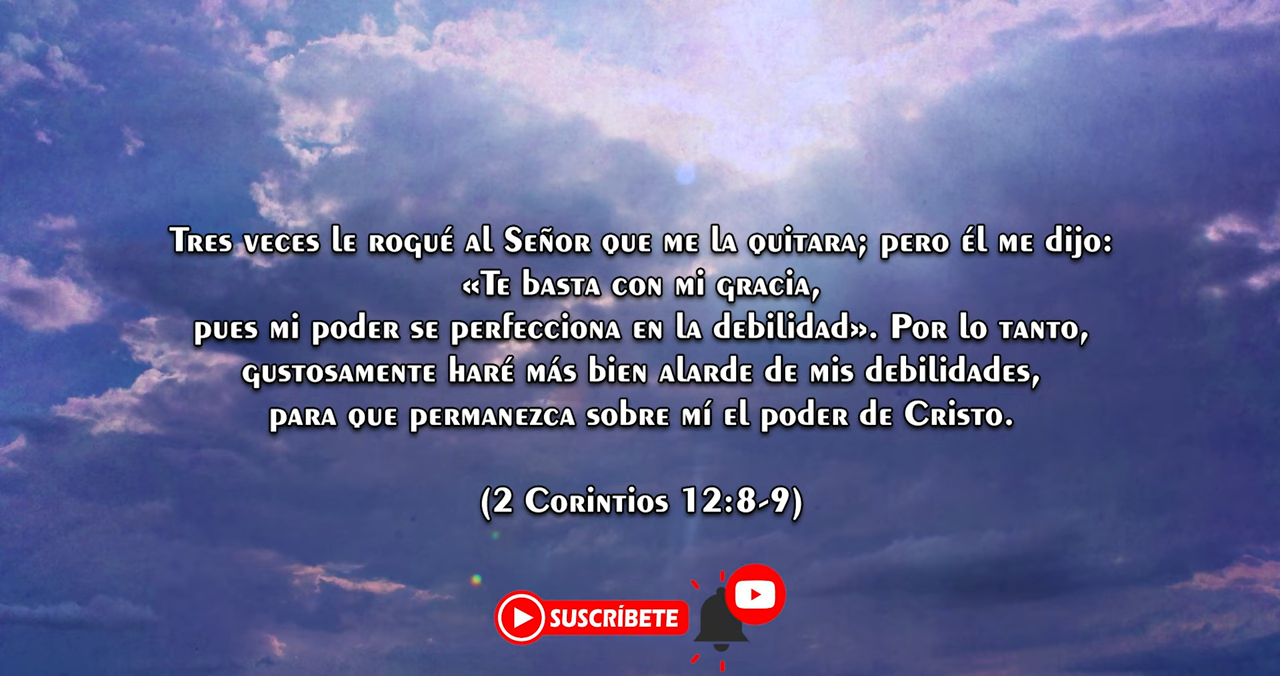 Tres veces le rogué al Señor que me la quitara; pero él me dijo:
«Te basta con mi gracia,
pues mi poder se perfecciona en la debilidad». Por lo tanto,
gustosamente haré más bien alarde de mis debilidades,
para que permanezca sobre mí el poder de Cristo.
(2 Corintios 12:8-9)
SUSCRÍBETE